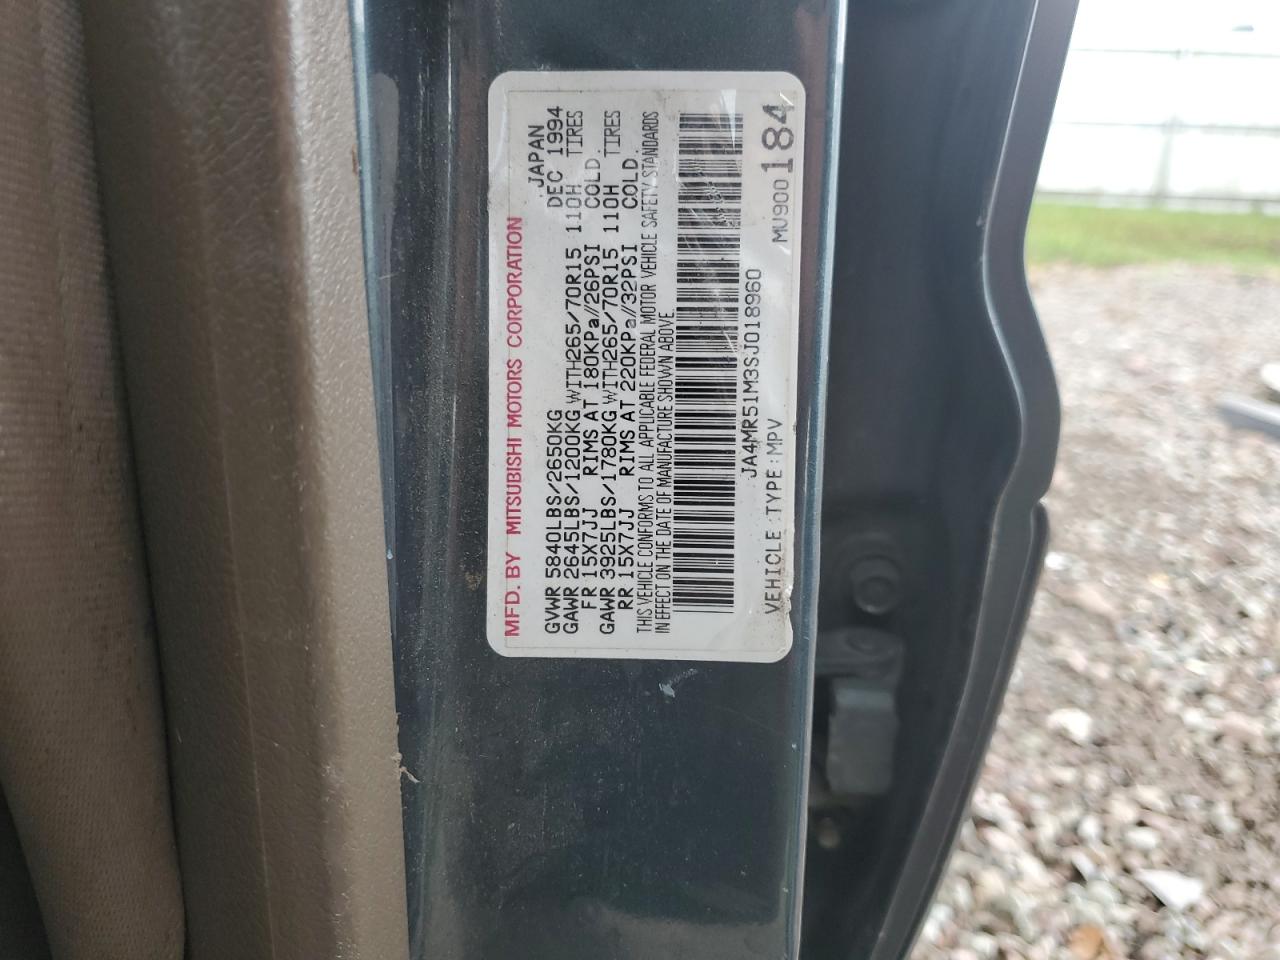 MFD. BY MITSUBISHI MOTORS CORPORATION JAPAN
GVWR 5840LBS/2650KG DEC 1994
GAWR 2645LBS/1200KG WITH265/70R15 110H TIRES
FR 15X7JJ RIMS AT 180KPa//26PSI COLD.
GAWR 3925LBS/1780KG WITH265/70R15 110H TIRES
RR 15X7JJ RIMS AT 220KPa//32PSI COLD.
THIS VEHICLE CONFORMS TO ALL APPLICABLE FEDERAL MOTOR VEHICLE SAFETY STANDARDS
IN EFFECT ON THE DATE OF MANUFACTURE SHOWN ABOVE
JA4MR51M3SJ018960
VEHICLE TYPE:MPV MU900184